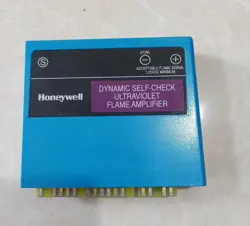 COM
S
− +
ACCEPTABLE FLAME SIGNAL
1.25VDC MINIMUM
Honeywell
DYNAMIC SELF-CHECK
ULTRAVIOLET
FLAME AMPLIFIER